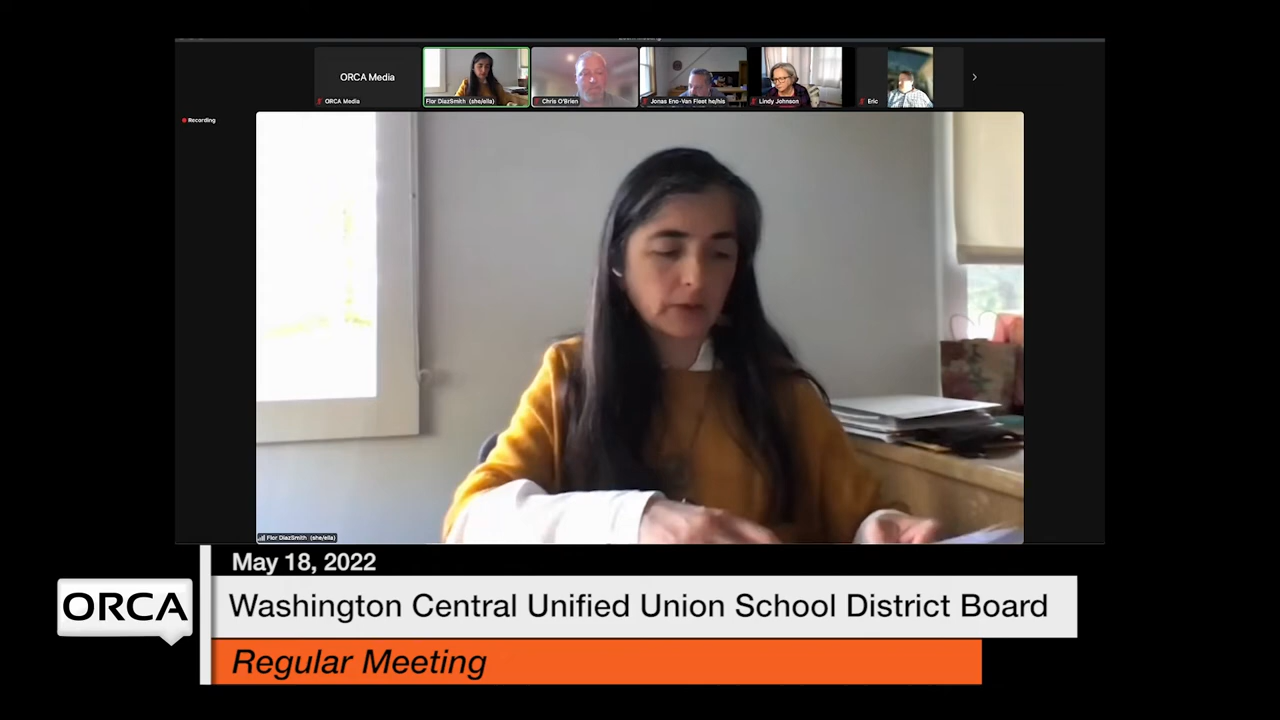 ORCA Media
ORCA Media
Flor DiazSmith (she/ella)
Chris O'Brien
Jonas Eno-Van Fleet he/his
Lindy Johnson
Eric
Recording
Flor DiazSmith (she/ella)
May 18, 2022
ORCA
Washington Central Unified Union School District Board
Regular Meeting